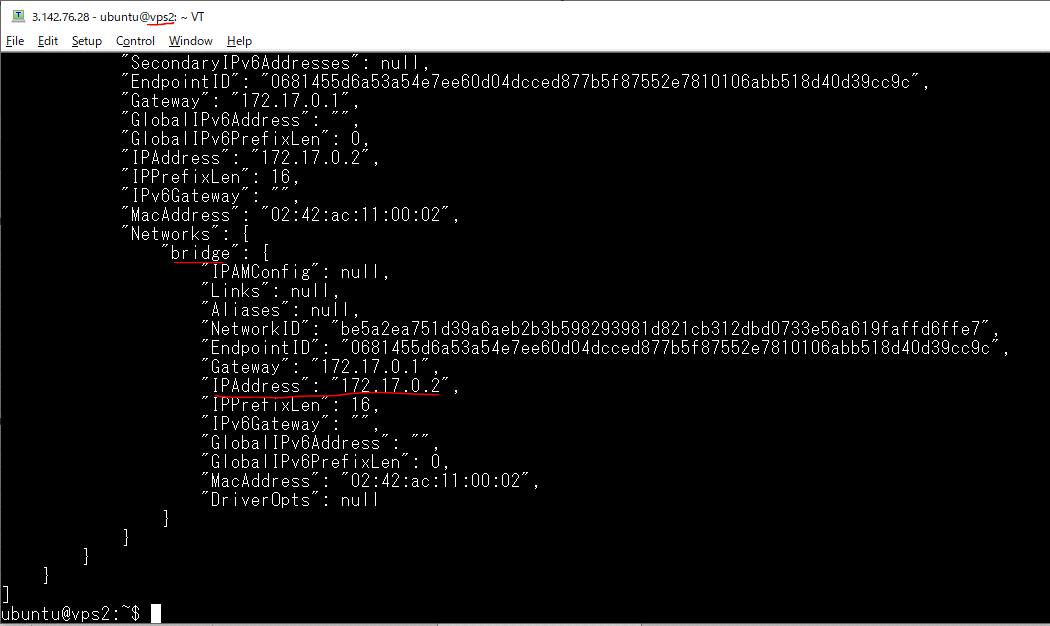 3.142.76.28 - ubuntu@vps2: ~ VT
File Edit Setup Control Window Help
"SecondaryIPv6Addresses": null,
"EndpointID": "0681455d6a53a54e7ee60d04dcced877b5f87552e7810106abb518d40d39cc9c",
"Gateway": "172.17.0.1",
"GlobalIPv6Address": "",
"GlobalIPv6PrefixLen": 0,
"IPAddress": "172.17.0.2",
"IPPrefixLen": 16,
"IPv6Gateway": "",
"MacAddress": "02:42:ac:11:00:02",
"Networks": {
"bridge": {
"IPAMConfig": null,
"Links": null,
"Aliases": null,
"NetworkID": "be5a2ea751d39a6aeb2b3b598293981d821cb312dbd0733e56a619faffd6ffe7",
"EndpointID": "0681455d6a53a54e7ee60d04dcced877b5f87552e7810106abb518d40d39cc9c",
"Gateway": "172.17.0.1",
"IPAddress": "172.17.0.2",
"IPPrefixLen": 16,
"IPv6Gateway": "",
"GlobalIPv6Address": "",
"GlobalIPv6PrefixLen": 0,
"MacAddress": "02:42:ac:11:00:02",
"DriverOpts": null
}
}
}
}
]
ubuntu@vps2:~$